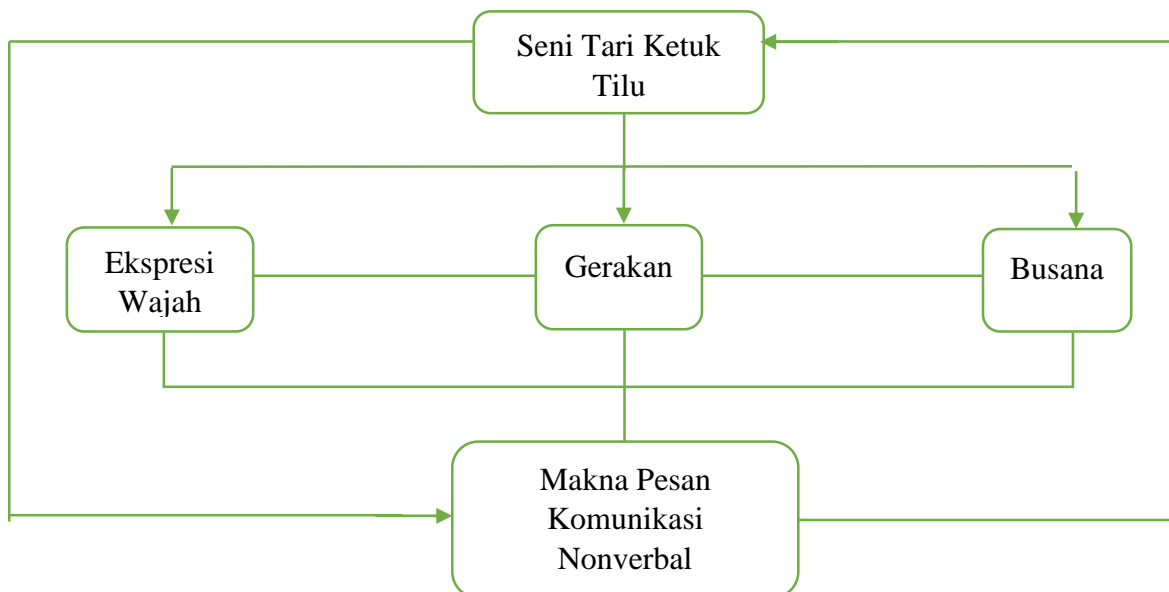 Seni Tari Ketuk
Tilu
Ekspresi
Wajah
Gerakan
Busana
Makna Pesan
Komunikasi
Nonverbal